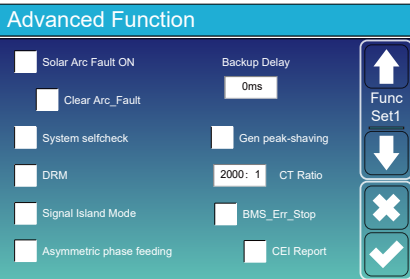 Advanced Function
Solar Arc Fault ON
Backup Delay
0ms
Clear Arc_Fault
Func
Set1
System selfcheck
Gen peak-shaving
DRM
2000: 1
CT Ratio
Signal Island Mode
BMS_Err_Stop
Asymmetric phase feeding
CEI Report